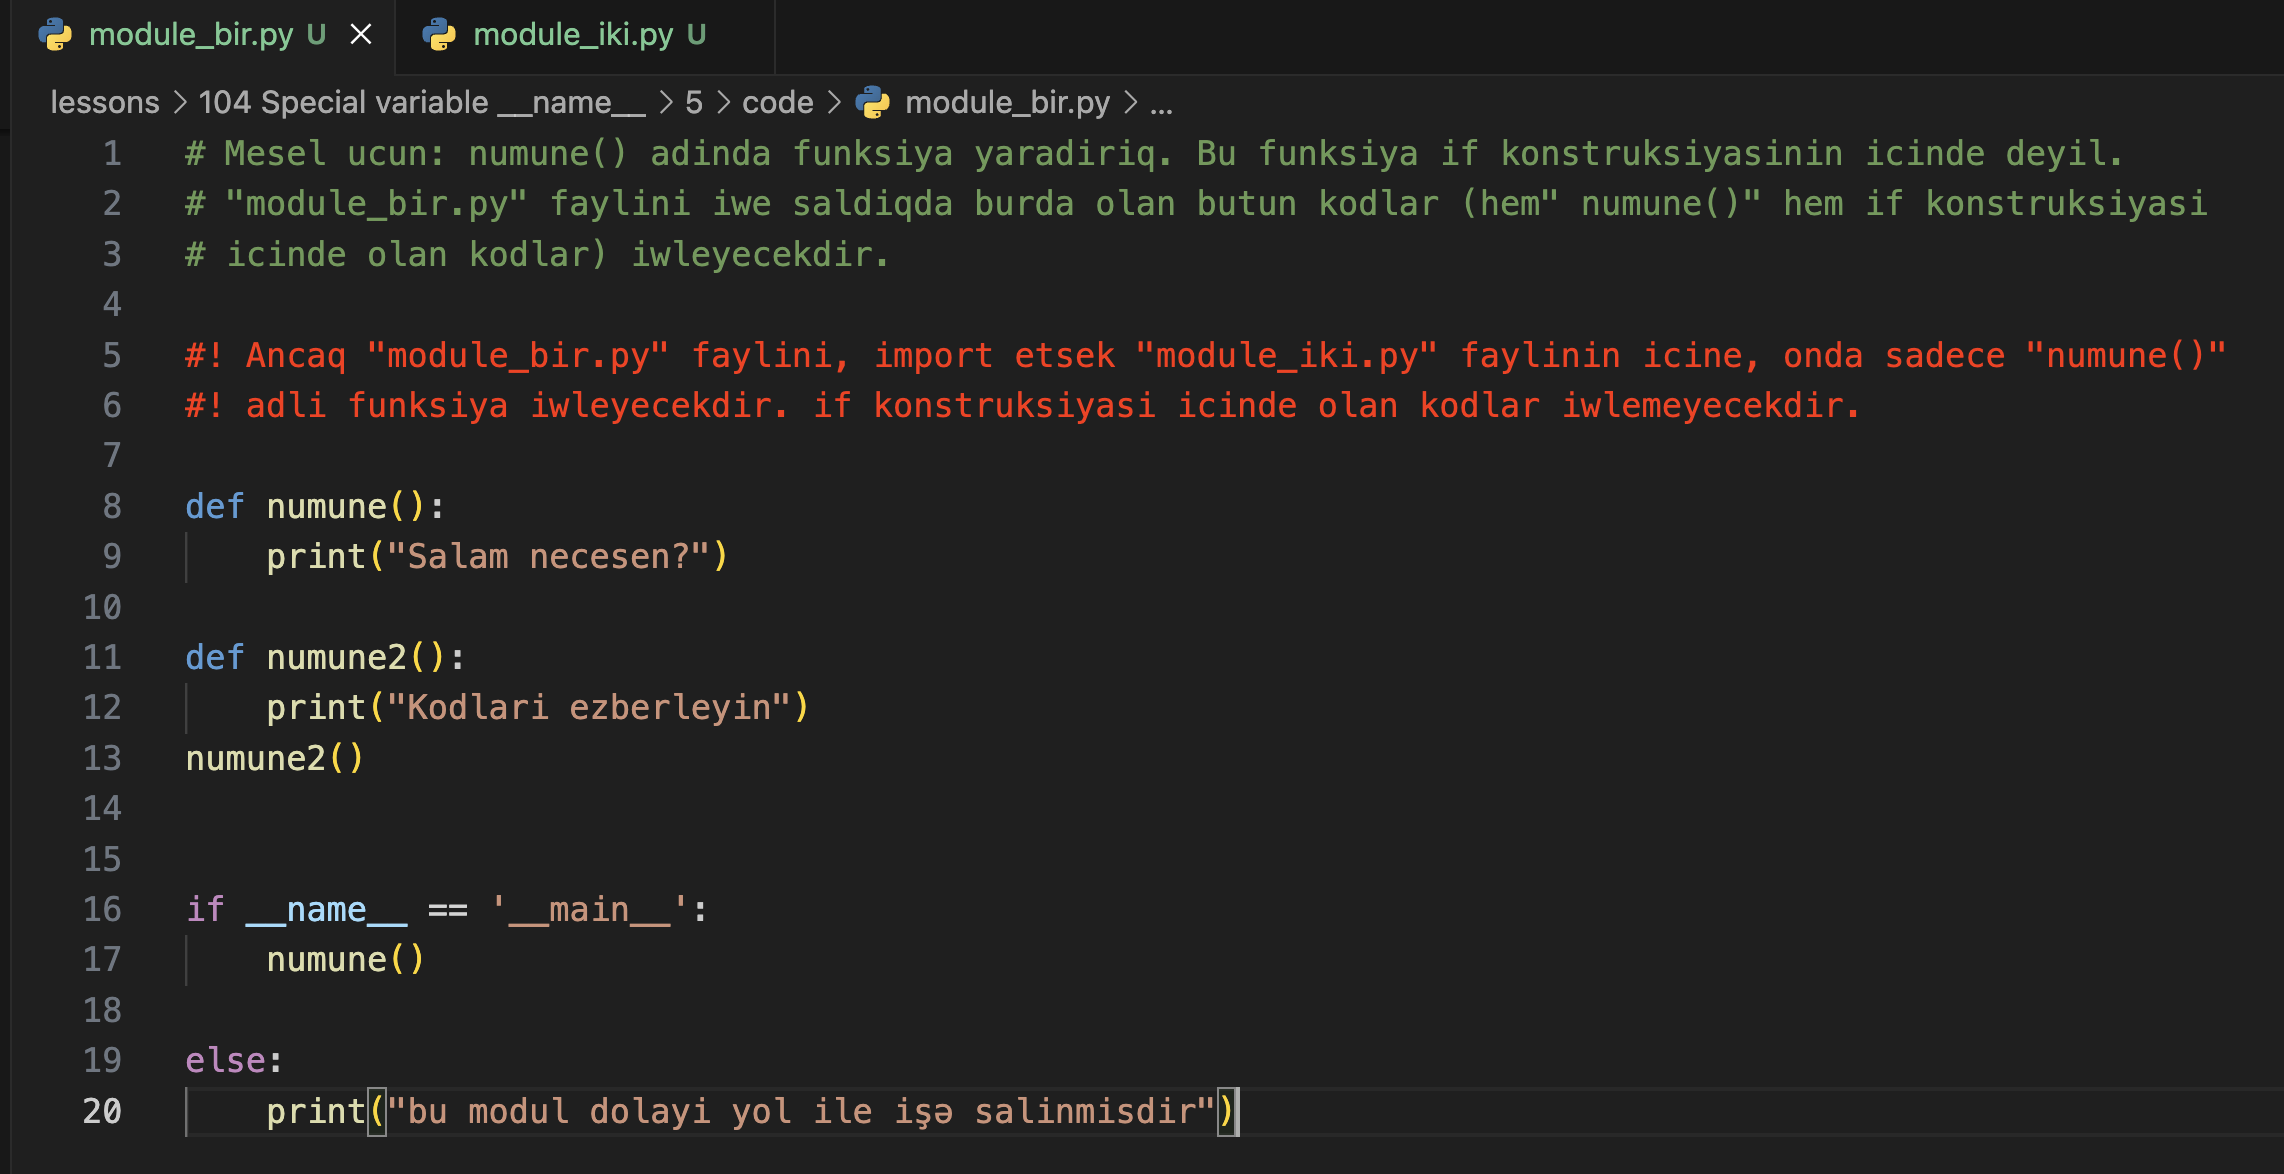 module_bir.py U × module_iki.py U
lessons > 104 Special variable __name__ > 5 > code > module_bir.py > ...
1 # Mesel ucun: numune() adinda funksiya yaradiriq. Bu funksiya if konstruksiyasinin icinde deyil.
2 # "module_bir.py" faylini iwe saldiqda burda olan butun kodlar (hem" numune()" hem if konstruksiyasi
3 # icinde olan kodlar) iwleyecekdir.
4
5 #! Ancaq "module_bir.py" faylini, import etsek "module_iki.py" faylinin icine, onda sadece "numune()"
6 #! adli funksiya iwleyecekdir. if konstruksiyasi icinde olan kodlar iwlemeyecekdir.
7
8 def numune():
9     print("Salam necesen?")
10
11 def numune2():
12     print("Kodlari ezberleyin")
13 numune2()
14
15
16 if __name__ == '__main__':
17     numune()
18
19 else:
20     print("bu modul dolayi yol ile işə salinmisdir")